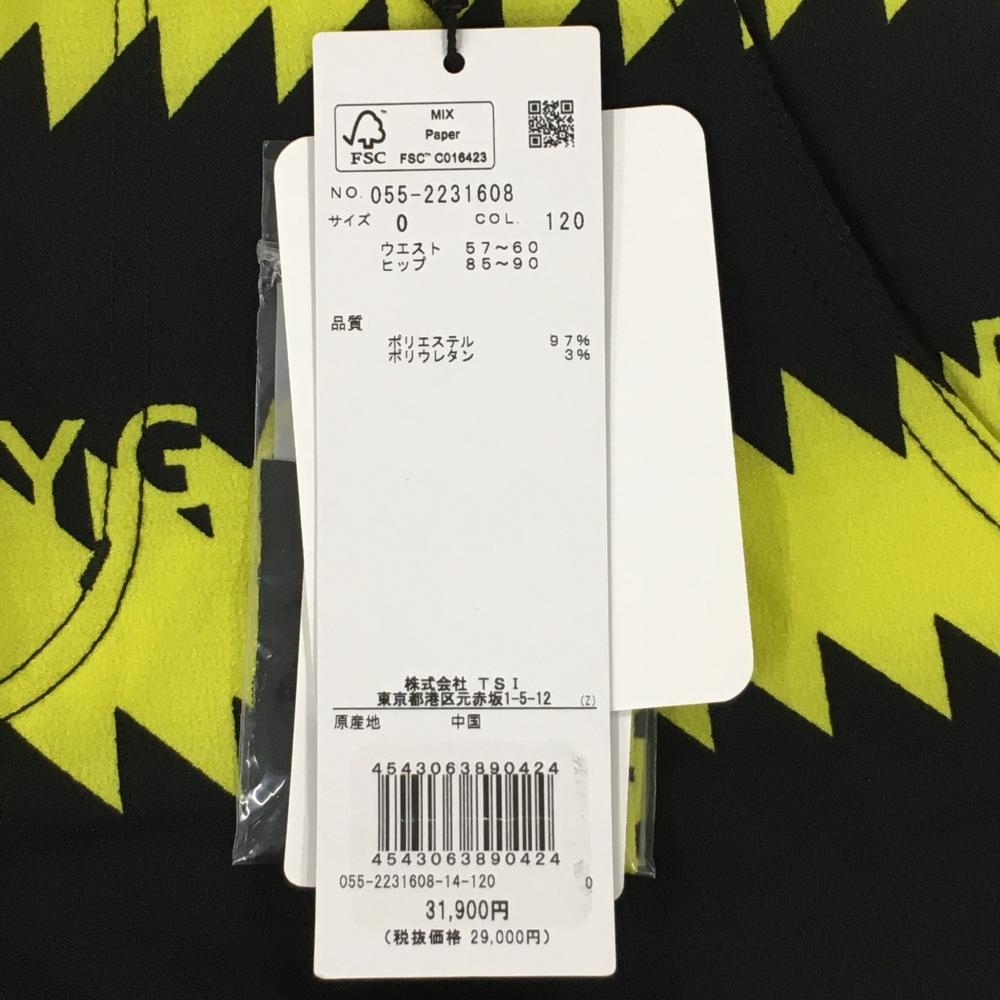 MIX
Paper
FSC™ C016423
FSC
NO. 055-2231608
サイズ 0 COL. 120
ウエスト 57～60
ヒップ 85～90
品質
ポリエステル 97%
ポリウレタン 3%
株式会社 TSI
東京都港区元赤坂1-5-12 (Z)
原産地 中国
4543063890424
4543063890424
055-2231608-14-120 0
31,900円
(税抜価格 29,000円)